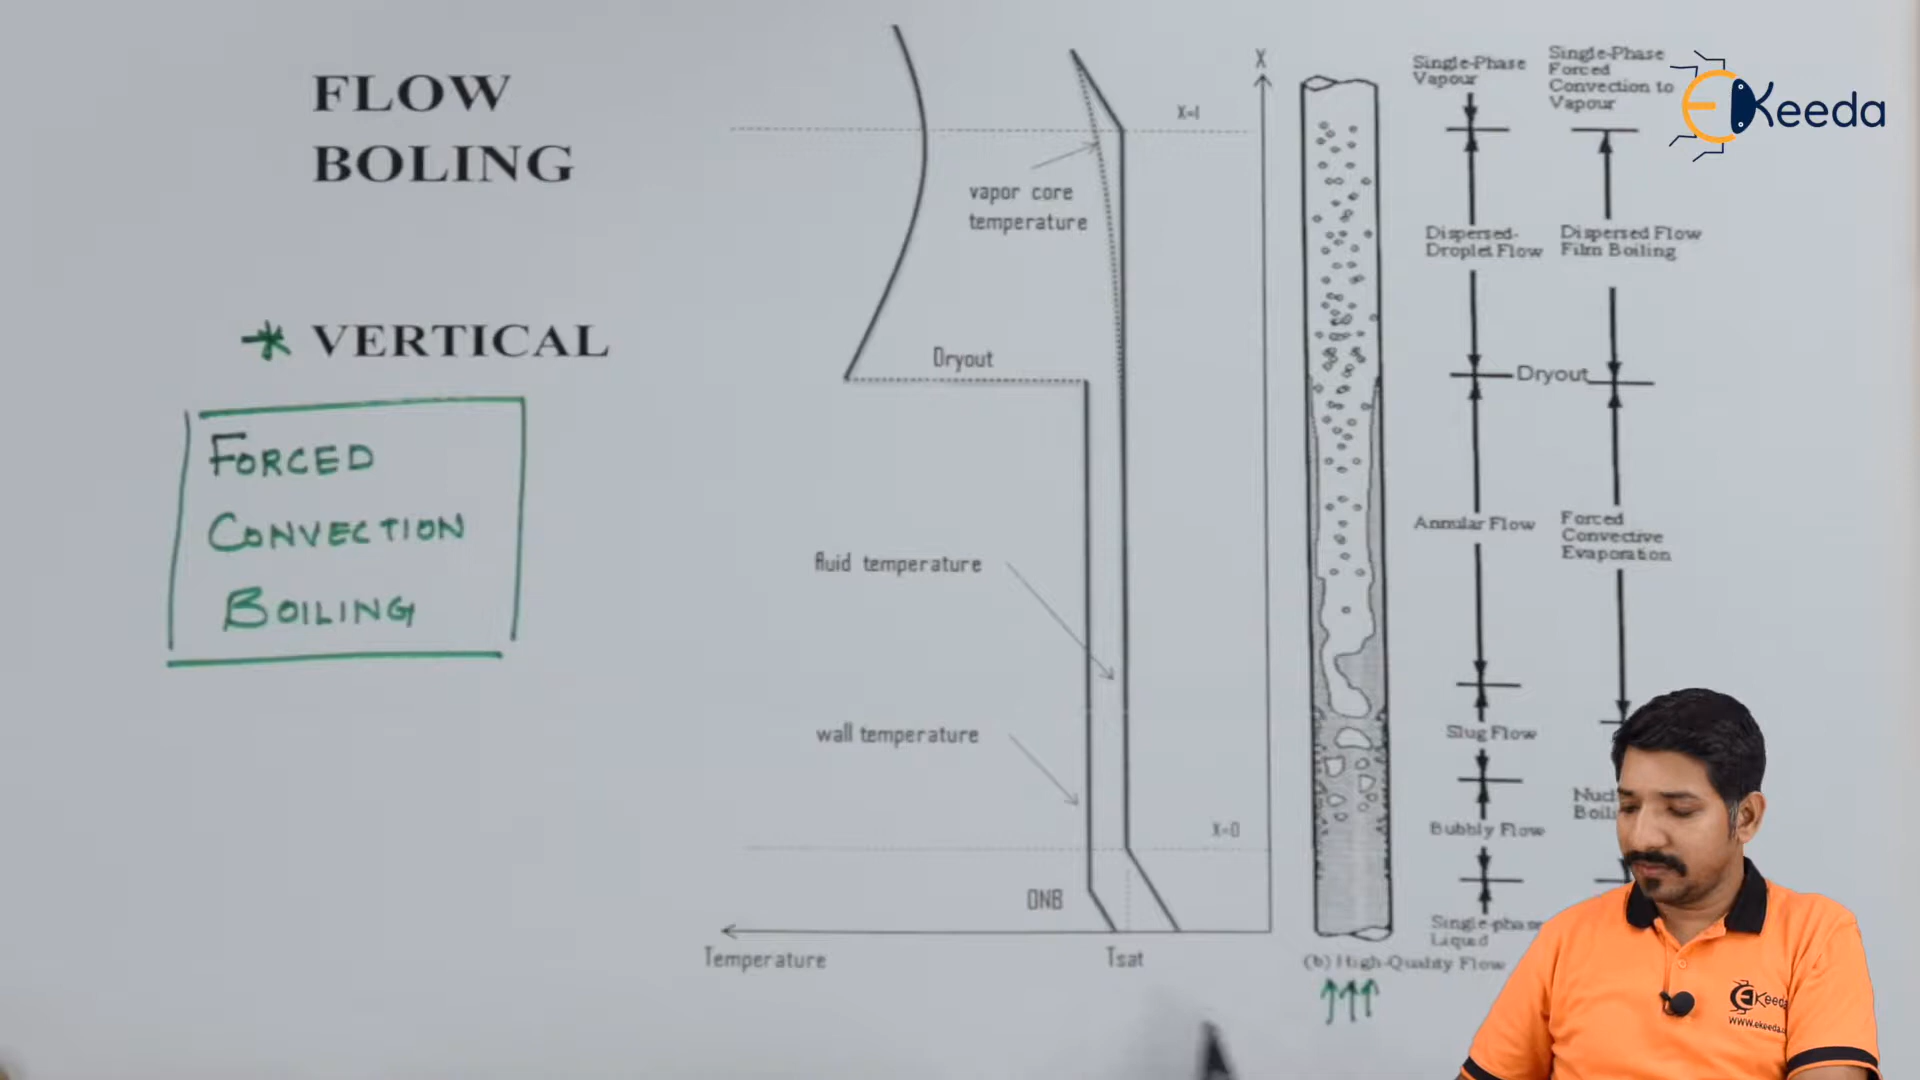 FLOW
BOLING
VERTICAL
FORCED
CONVECTION
BOILING
X
X=1
vapor core
temperature
Dryout
fluid temperature
wall temperature
X=0
ONB
Temperature
Tsat
Single-Phase
Vapour
Single-Phase
Forced
Convection to
Vapour
Dispersed-
Droplet Flow
Dispersed Flow
Film Boiling
Dryout
Annular Flow
Forced
Convective
Evaporation
Slug Flow
Bubbly Flow
Single-phase
Liquid
(b) High-Quality Flow
EKeeda
EKeeda